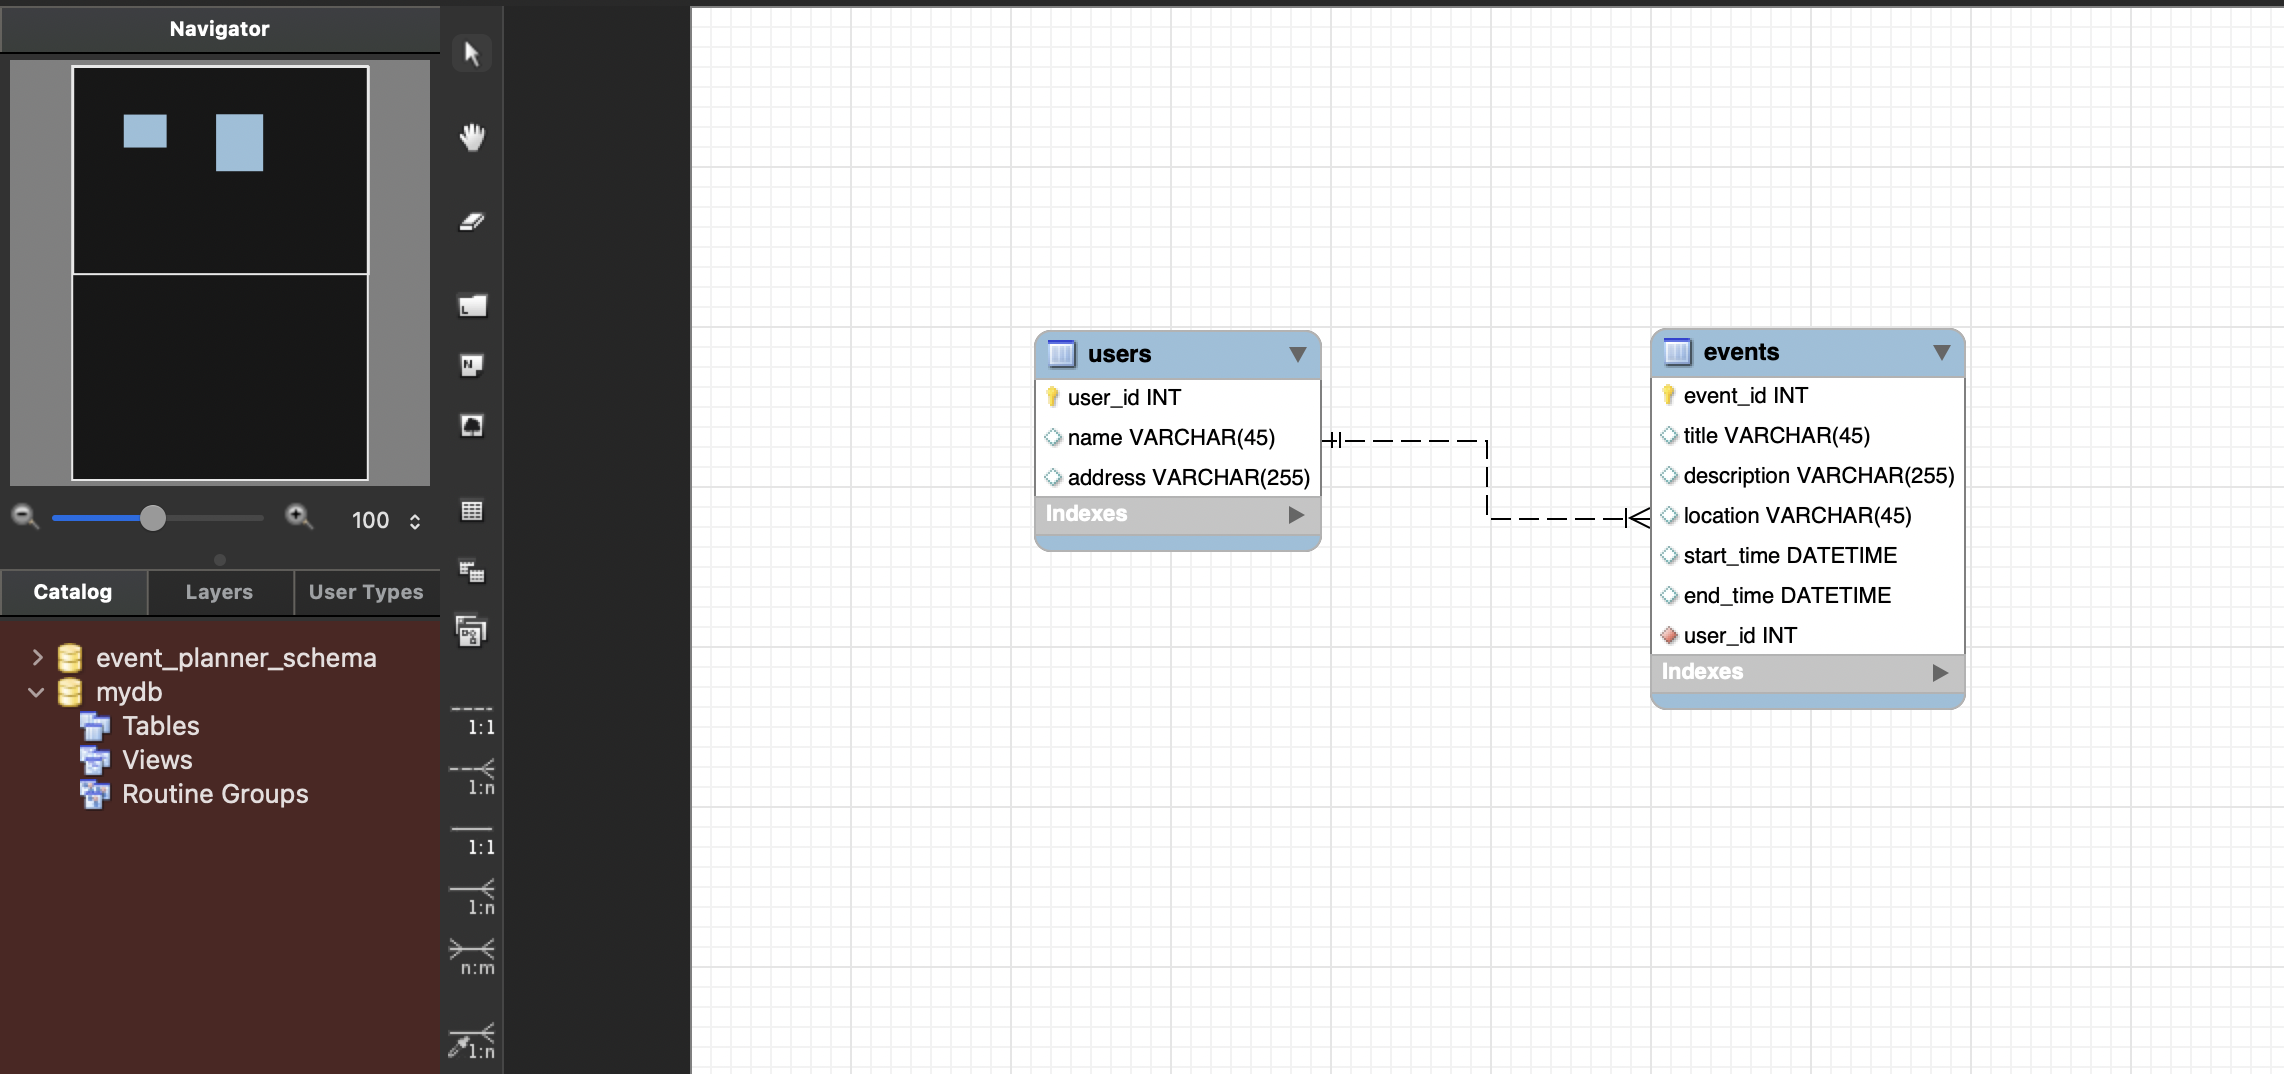 Navigator
100
Catalog
Layers
User Types
event_planner_schema
mydb
Tables
Views
Routine Groups
L
N
1:1
1:n
1:1
1:n
n:m
1:n
users
user_id INT
name VARCHAR(45)
address VARCHAR(255)
Indexes
events
event_id INT
title VARCHAR(45)
description VARCHAR(255)
location VARCHAR(45)
start_time DATETIME
end_time DATETIME
user_id INT
Indexes